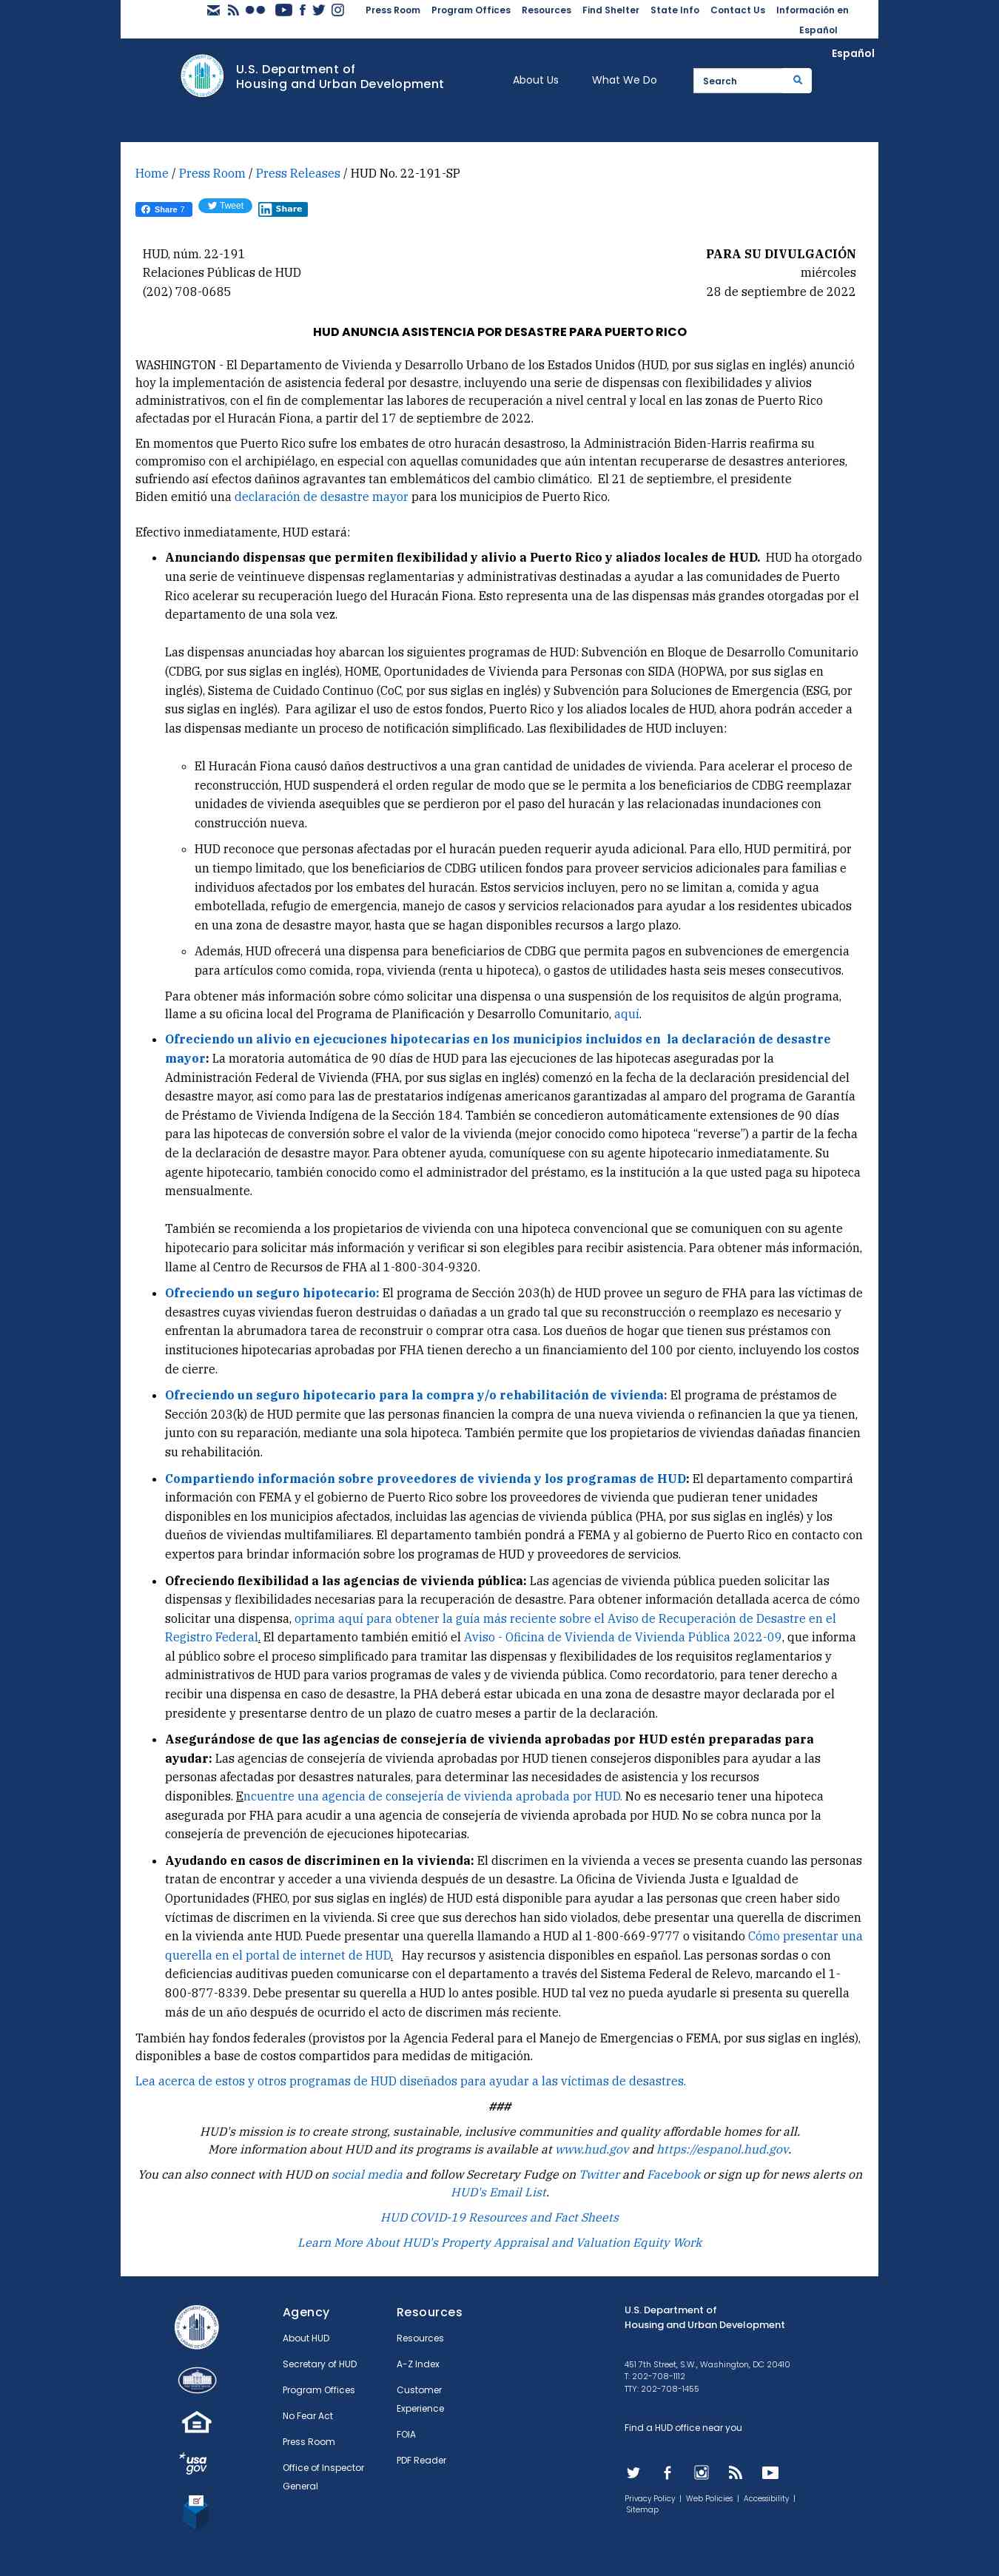 Press Room Program Offices Resources Find Shelter State Info Contact Us Información en
Español
Español
U.S. Department of
Housing and Urban Development
About Us What We Do Search
Home / Press Room / Press Releases / HUD No. 22-191-SP
Share 7 Tweet Share
HUD, núm. 22-191 PARA SU DIVULGACIÓN
Relaciones Públicas de HUD miércoles
(202) 708-0685 28 de septiembre de 2022
HUD ANUNCIA ASISTENCIA POR DESASTRE PARA PUERTO RICO
WASHINGTON - El Departamento de Vivienda y Desarrollo Urbano de los Estados Unidos (HUD, por sus siglas en inglés) anunció
hoy la implementación de asistencia federal por desastre, incluyendo una serie de dispensas con flexibilidades y alivios
administrativos, con el fin de complementar las labores de recuperación a nivel central y local en las zonas de Puerto Rico
afectadas por el Huracán Fiona, a partir del 17 de septiembre de 2022.
En momentos que Puerto Rico sufre los embates de otro huracán desastroso, la Administración Biden-Harris reafirma su
compromiso con el archipiélago, en especial con aquellas comunidades que aún intentan recuperarse de desastres anteriores,
sufriendo así efectos dañinos agravantes tan emblemáticos del cambio climático. El 21 de septiembre, el presidente
Biden emitió una declaración de desastre mayor para los municipios de Puerto Rico.
Efectivo inmediatamente, HUD estará:
• Anunciando dispensas que permiten flexibilidad y alivio a Puerto Rico y aliados locales de HUD. HUD ha otorgado
una serie de veintinueve dispensas reglamentarias y administrativas destinadas a ayudar a las comunidades de Puerto
Rico acelerar su recuperación luego del Huracán Fiona. Esto representa una de las dispensas más grandes otorgadas por el
departamento de una sola vez.
Las dispensas anunciadas hoy abarcan los siguientes programas de HUD: Subvención en Bloque de Desarrollo Comunitario
(CDBG, por sus siglas en inglés), HOME, Oportunidades de Vivienda para Personas con SIDA (HOPWA, por sus siglas en
inglés), Sistema de Cuidado Continuo (CoC, por sus siglas en inglés) y Subvención para Soluciones de Emergencia (ESG, por
sus siglas en inglés). Para agilizar el uso de estos fondos, Puerto Rico y los aliados locales de HUD, ahora podrán acceder a
las dispensas mediante un proceso de notificación simplificado. Las flexibilidades de HUD incluyen:
◦ El Huracán Fiona causó daños destructivos a una gran cantidad de unidades de vivienda. Para acelerar el proceso de
reconstrucción, HUD suspenderá el orden regular de modo que se le permita a los beneficiarios de CDBG reemplazar
unidades de vivienda asequibles que se perdieron por el paso del huracán y las relacionadas inundaciones con
construcción nueva.
◦ HUD reconoce que personas afectadas por el huracán pueden requerir ayuda adicional. Para ello, HUD permitirá, por
un tiempo limitado, que los beneficiarios de CDBG utilicen fondos para proveer servicios adicionales para familias e
individuos afectados por los embates del huracán. Estos servicios incluyen, pero no se limitan a, comida y agua
embotellada, refugio de emergencia, manejo de casos y servicios relacionados para ayudar a los residentes ubicados
en una zona de desastre mayor, hasta que se hagan disponibles recursos a largo plazo.
◦ Además, HUD ofrecerá una dispensa para beneficiarios de CDBG que permita pagos en subvenciones de emergencia
para artículos como comida, ropa, vivienda (renta u hipoteca), o gastos de utilidades hasta seis meses consecutivos.
Para obtener más información sobre cómo solicitar una dispensa o una suspensión de los requisitos de algún programa,
llame a su oficina local del Programa de Planificación y Desarrollo Comunitario, aquí.
• Ofreciendo un alivio en ejecuciones hipotecarias en los municipios incluidos en la declaración de desastre
mayor: La moratoria automática de 90 días de HUD para las ejecuciones de las hipotecas aseguradas por la
Administración Federal de Vivienda (FHA, por sus siglas en inglés) comenzó en la fecha de la declaración presidencial del
desastre mayor, así como para las de prestatarios indígenas americanos garantizadas al amparo del programa de Garantía
de Préstamo de Vivienda Indígena de la Sección 184. También se concedieron automáticamente extensiones de 90 días
para las hipotecas de conversión sobre el valor de la vivienda (mejor conocido como hipoteca “reverse”) a partir de la fecha
de la declaración de desastre mayor. Para obtener ayuda, comuníquese con su agente hipotecario inmediatamente. Su
agente hipotecario, también conocido como el administrador del préstamo, es la institución a la que usted paga su hipoteca
mensualmente.
También se recomienda a los propietarios de vivienda con una hipoteca convencional que se comuniquen con su agente
hipotecario para solicitar más información y verificar si son elegibles para recibir asistencia. Para obtener más información,
llame al Centro de Recursos de FHA al 1-800-304-9320.
• Ofreciendo un seguro hipotecario: El programa de Sección 203(h) de HUD provee un seguro de FHA para las víctimas de
desastres cuyas viviendas fueron destruidas o dañadas a un grado tal que su reconstrucción o reemplazo es necesario y
enfrentan la abrumadora tarea de reconstruir o comprar otra casa. Los dueños de hogar que tienen sus préstamos con
instituciones hipotecarias aprobadas por FHA tienen derecho a un financiamiento del 100 por ciento, incluyendo los costos
de cierre.
• Ofreciendo un seguro hipotecario para la compra y/o rehabilitación de vivienda: El programa de préstamos de
Sección 203(k) de HUD permite que las personas financien la compra de una nueva vivienda o refinancien la que ya tienen,
junto con su reparación, mediante una sola hipoteca. También permite que los propietarios de viviendas dañadas financien
su rehabilitación.
• Compartiendo información sobre proveedores de vivienda y los programas de HUD: El departamento compartirá
información con FEMA y el gobierno de Puerto Rico sobre los proveedores de vivienda que pudieran tener unidades
disponibles en los municipios afectados, incluidas las agencias de vivienda pública (PHA, por sus siglas en inglés) y los
dueños de viviendas multifamiliares. El departamento también pondrá a FEMA y al gobierno de Puerto Rico en contacto con
expertos para brindar información sobre los programas de HUD y proveedores de servicios.
• Ofreciendo flexibilidad a las agencias de vivienda pública: Las agencias de vivienda pública pueden solicitar las
dispensas y flexibilidades necesarias para la recuperación de desastre. Para obtener información detallada acerca de cómo
solicitar una dispensa, oprima aquí para obtener la guía más reciente sobre el Aviso de Recuperación de Desastre en el
Registro Federal. El departamento también emitió el Aviso - Oficina de Vivienda de Vivienda Pública 2022-09, que informa
al público sobre el proceso simplificado para tramitar las dispensas y flexibilidades de los requisitos reglamentarios y
administrativos de HUD para varios programas de vales y de vivienda pública. Como recordatorio, para tener derecho a
recibir una dispensa en caso de desastre, la PHA deberá estar ubicada en una zona de desastre mayor declarada por el
presidente y presentarse dentro de un plazo de cuatro meses a partir de la declaración.
• Asegurándose de que las agencias de consejería de vivienda aprobadas por HUD estén preparadas para
ayudar: Las agencias de consejería de vivienda aprobadas por HUD tienen consejeros disponibles para ayudar a las
personas afectadas por desastres naturales, para determinar las necesidades de asistencia y los recursos
disponibles. Encuentre una agencia de consejería de vivienda aprobada por HUD. No es necesario tener una hipoteca
asegurada por FHA para acudir a una agencia de consejería de vivienda aprobada por HUD. No se cobra nunca por la
consejería de prevención de ejecuciones hipotecarias.
• Ayudando en casos de discriminen en la vivienda: El discrimen en la vivienda a veces se presenta cuando las personas
tratan de encontrar y acceder a una vivienda después de un desastre. La Oficina de Vivienda Justa e Igualdad de
Oportunidades (FHEO, por sus siglas en inglés) de HUD está disponible para ayudar a las personas que creen haber sido
víctimas de discrimen en la vivienda. Si cree que sus derechos han sido violados, debe presentar una querella de discrimen
en la vivienda ante HUD. Puede presentar una querella llamando a HUD al 1-800-669-9777 o visitando Cómo presentar una
querella en el portal de internet de HUD. Hay recursos y asistencia disponibles en español. Las personas sordas o con
deficiencias auditivas pueden comunicarse con el departamento a través del Sistema Federal de Relevo, marcando el 1-
800-877-8339. Debe presentar su querella a HUD lo antes posible. HUD tal vez no pueda ayudarle si presenta su querella
más de un año después de ocurrido el acto de discrimen más reciente.
También hay fondos federales (provistos por la Agencia Federal para el Manejo de Emergencias o FEMA, por sus siglas en inglés),
disponibles a base de costos compartidos para medidas de mitigación.
Lea acerca de estos y otros programas de HUD diseñados para ayudar a las víctimas de desastres.
###
HUD's mission is to create strong, sustainable, inclusive communities and quality affordable homes for all.
More information about HUD and its programs is available at www.hud.gov and https://espanol.hud.gov.
You can also connect with HUD on social media and follow Secretary Fudge on Twitter and Facebook or sign up for news alerts on
HUD's Email List.
HUD COVID-19 Resources and Fact Sheets
Learn More About HUD's Property Appraisal and Valuation Equity Work
Agency
About HUD
Secretary of HUD
Program Offices
No Fear Act
Press Room
Office of Inspector
General
Resources
Resources
A-Z Index
Customer
Experience
FOIA
PDF Reader
U.S. Department of
Housing and Urban Development
451 7th Street, S.W., Washington, DC 20410
T: 202-708-1112
TTY: 202-708-1455
Find a HUD office near you
Privacy Policy | Web Policies | Accessibility |
Sitemap
usa
gov